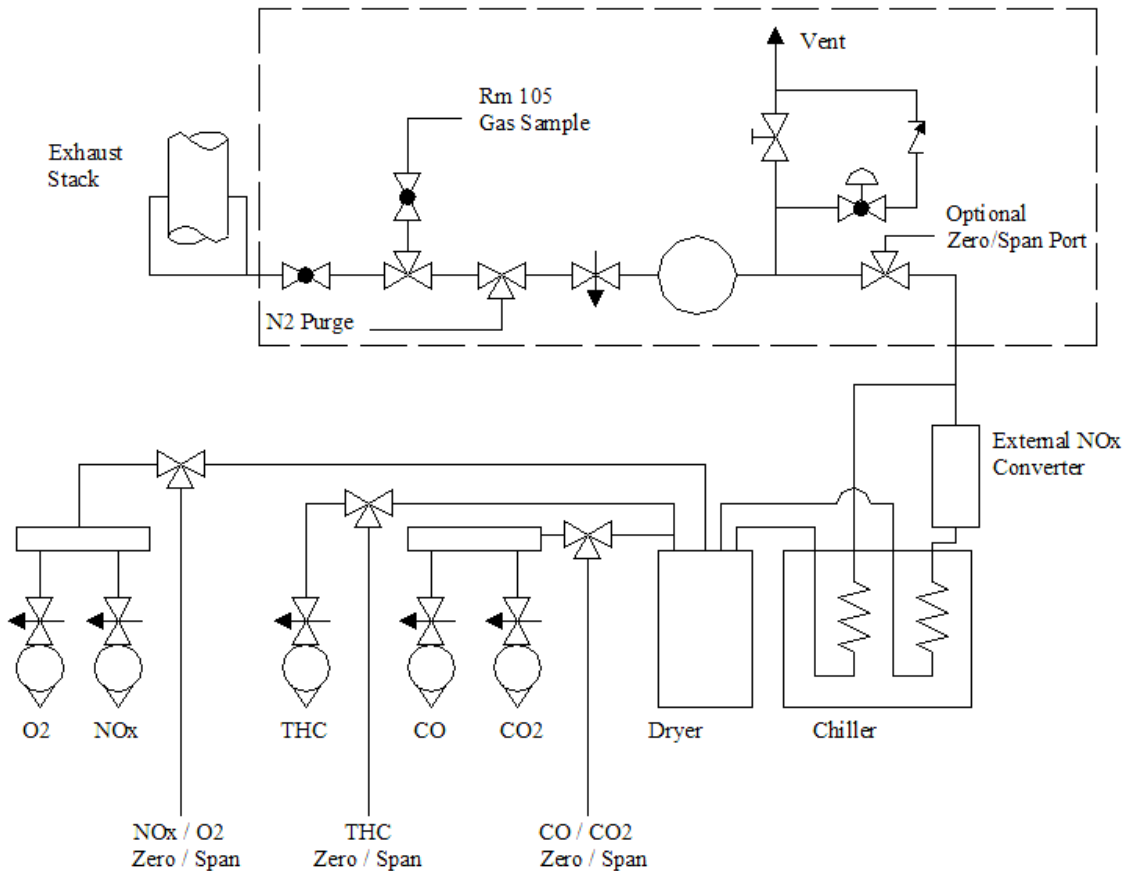 Vent
Rm 105
Gas Sample
Exhaust
Stack
Optional
Zero/Span Port
N2 Purge
External NOx
Converter
O2
NOx
THC
CO
CO2
Dryer
Chiller
NOx / O2
Zero / Span
THC
Zero / Span
CO / CO2
Zero / Span